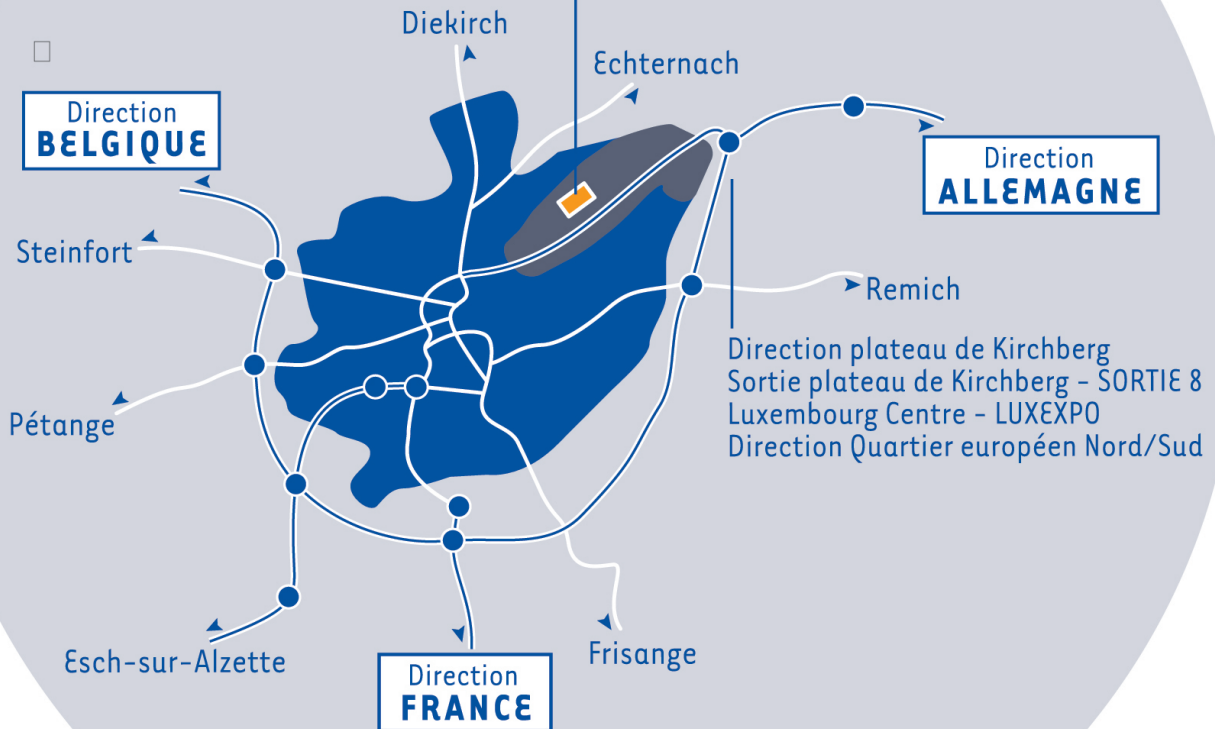 Diekirch
Echternach
Direction
BELGIQUE
Direction
ALLEMAGNE
Steinfort
Remich
Direction plateau de Kirchberg
Sortie plateau de Kirchberg - SORTIE 8
Luxembourg Centre - LUXEXPO
Direction Quartier européen Nord/Sud
Pétange
Esch-sur-Alzette
Frisange
Direction
FRANCE